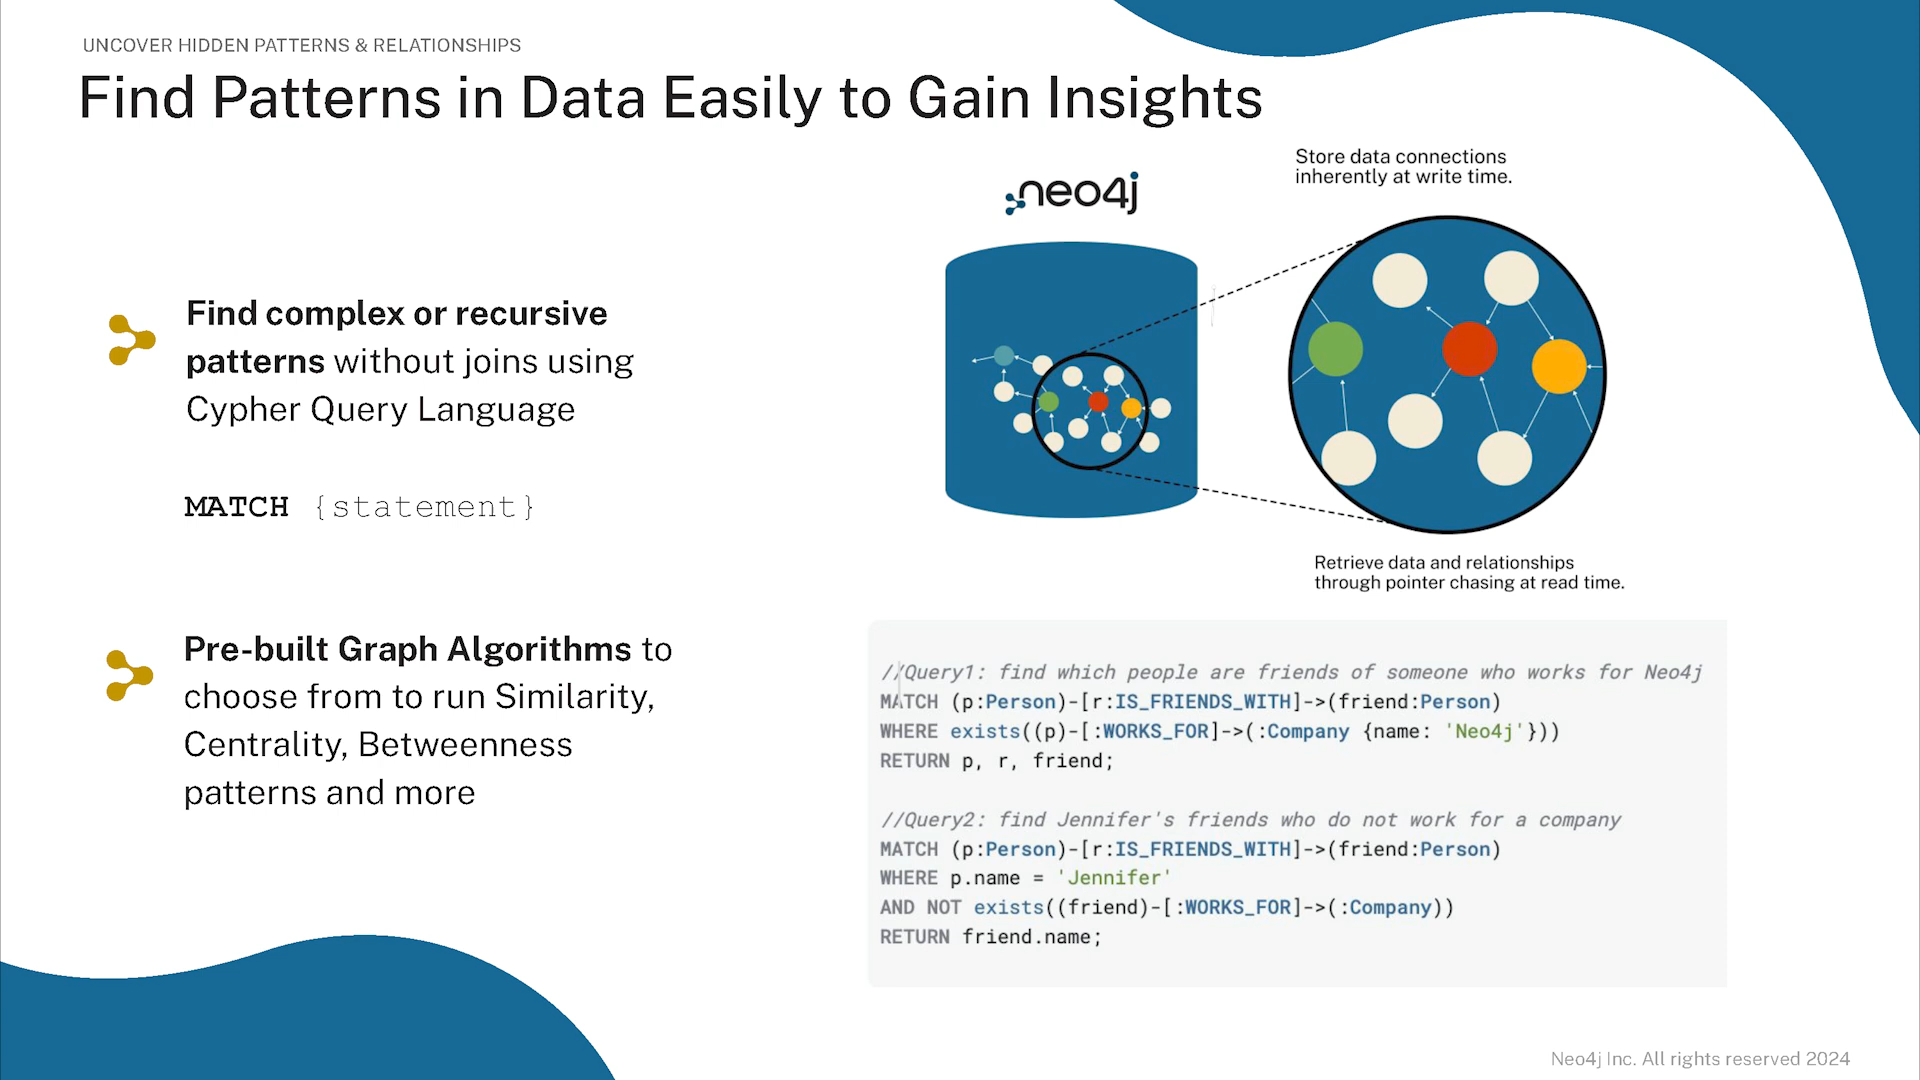 UNCOVER HIDDEN PATTERNS & RELATIONSHIPS
Find Patterns in Data Easily to Gain Insights
Find complex or recursive
patterns without joins using
Cypher Query Language
MATCH {statement}
Pre-built Graph Algorithms to
choose from to run Similarity,
Centrality, Betweenness
patterns and more
neo4j
Store data connections
inherently at write time.
Retrieve data and relationships
through pointer chasing at read time.
//Query1: find which people are friends of someone who works for Neo4j
MATCH (p:Person)-[r:IS_FRIENDS_WITH]->(friend:Person)
WHERE exists((p)-[:WORKS_FOR]->(:Company {name: 'Neo4j'}))
RETURN p, r, friend;
//Query2: find Jennifer's friends who do not work for a company
MATCH (p:Person)-[r:IS_FRIENDS_WITH]->(friend:Person)
WHERE p.name = 'Jennifer'
AND NOT exists((friend)-[:WORKS_FOR]->(:Company))
RETURN friend.name;
Neo4j Inc. All rights reserved 2024